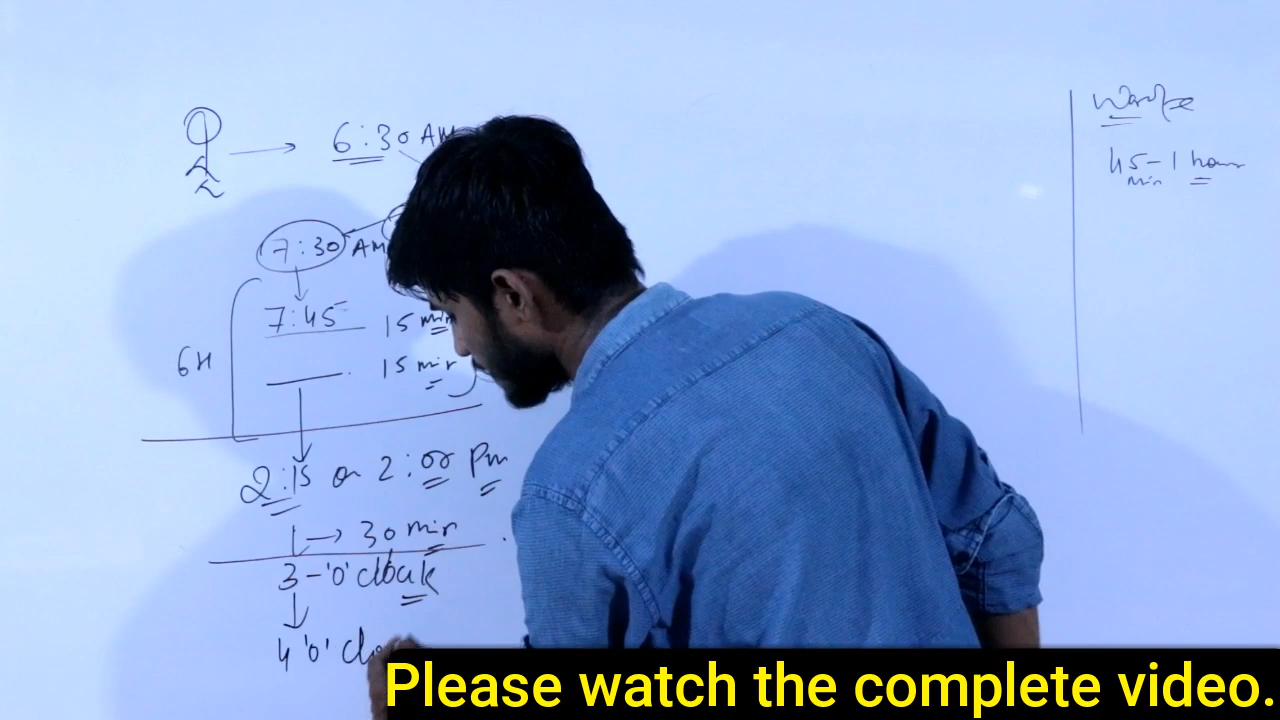 6:30 AM
7:30 AM
7:45 15 min
6H 15 min
2:15 or 2:00 Pm
1 → 30 min
3-'O' clock
4 'O' clo
45-1 hour
min
Please watch the complete video.